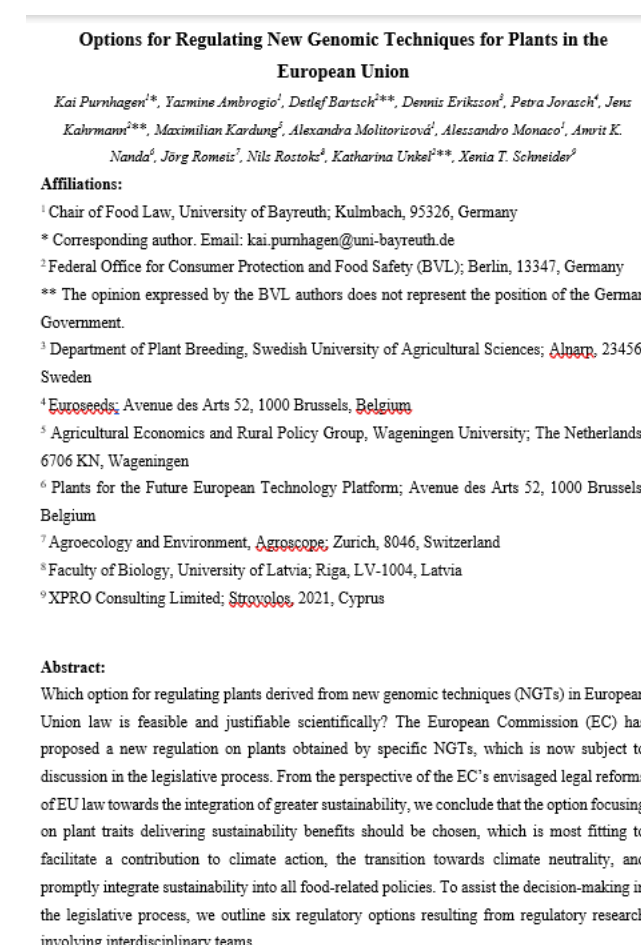 Options for Regulating New Genomic Techniques for Plants in the
European Union
Kai Purnhagen¹*, Yasmine Ambrogio¹, Detlef Bartsch²**, Dennis Eriksson³, Petra Jorasch⁴, Jens
Kahrmann²**, Maximilian Kardung⁵, Alexandra Molitorisová¹, Alessandro Monaco¹, Amrit K.
Nanda⁶, Jörg Romeis⁷, Nils Rostoks⁸, Katharina Unkel²**, Xenia T. Schneider⁹
Affiliations:
¹ Chair of Food Law, University of Bayreuth; Kulmbach, 95326, Germany
* Corresponding author. Email: kai.purnhagen@uni-bayreuth.de
² Federal Office for Consumer Protection and Food Safety (BVL); Berlin, 13347, Germany
** The opinion expressed by the BVL authors does not represent the position of the German
Government.
³ Department of Plant Breeding, Swedish University of Agricultural Sciences; Alnarp, 23456
Sweden
⁴ Euroseeds; Avenue des Arts 52, 1000 Brussels, Belgium
⁵ Agricultural Economics and Rural Policy Group, Wageningen University; The Netherlands
6706 KN, Wageningen
⁶ Plants for the Future European Technology Platform; Avenue des Arts 52, 1000 Brussels
Belgium
⁷ Agroecology and Environment, Agroscope; Zurich, 8046, Switzerland
⁸ Faculty of Biology, University of Latvia; Riga, LV-1004, Latvia
⁹ XPRO Consulting Limited; Strovolos, 2021, Cyprus
Abstract:
Which option for regulating plants derived from new genomic techniques (NGTs) in European
Union law is feasible and justifiable scientifically? The European Commission (EC) has
proposed a new regulation on plants obtained by specific NGTs, which is now subject to
discussion in the legislative process. From the perspective of the EC's envisaged legal reforms
of EU law towards the integration of greater sustainability, we conclude that the option focusing
on plant traits delivering sustainability benefits should be chosen, which is most fitting to
facilitate a contribution to climate action, the transition towards climate neutrality, and
promptly integrate sustainability into all food-related policies. To assist the decision-making in
the legislative process, we outline six regulatory options resulting from regulatory research
involving interdisciplinary teams.